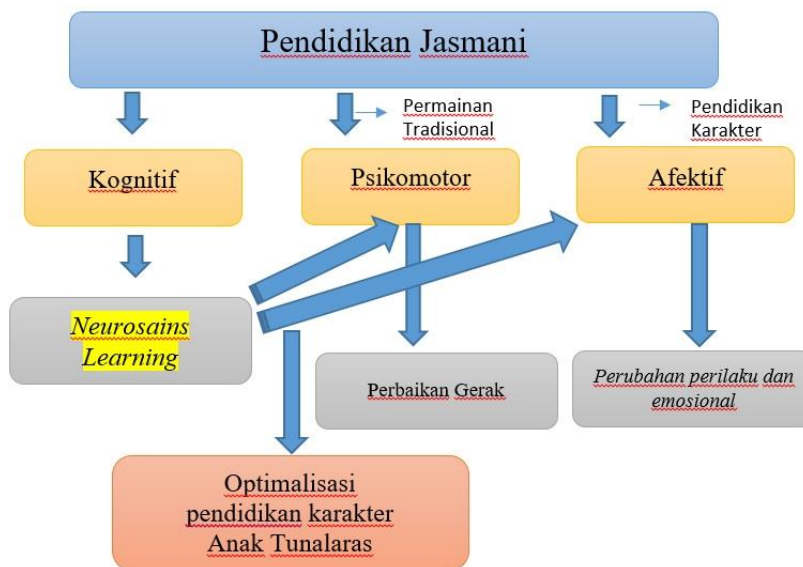 Pendidikan Jasmani
Permainan
Tradisional
Pendidikan
Karakter
Kognitif
Psikomotor
Afektif
Neurosains
Learning
Perbaikan Gerak
Perubahan perilaku dan
emosional
Optimalisasi
pendidikan karakter
Anak Tunalaras